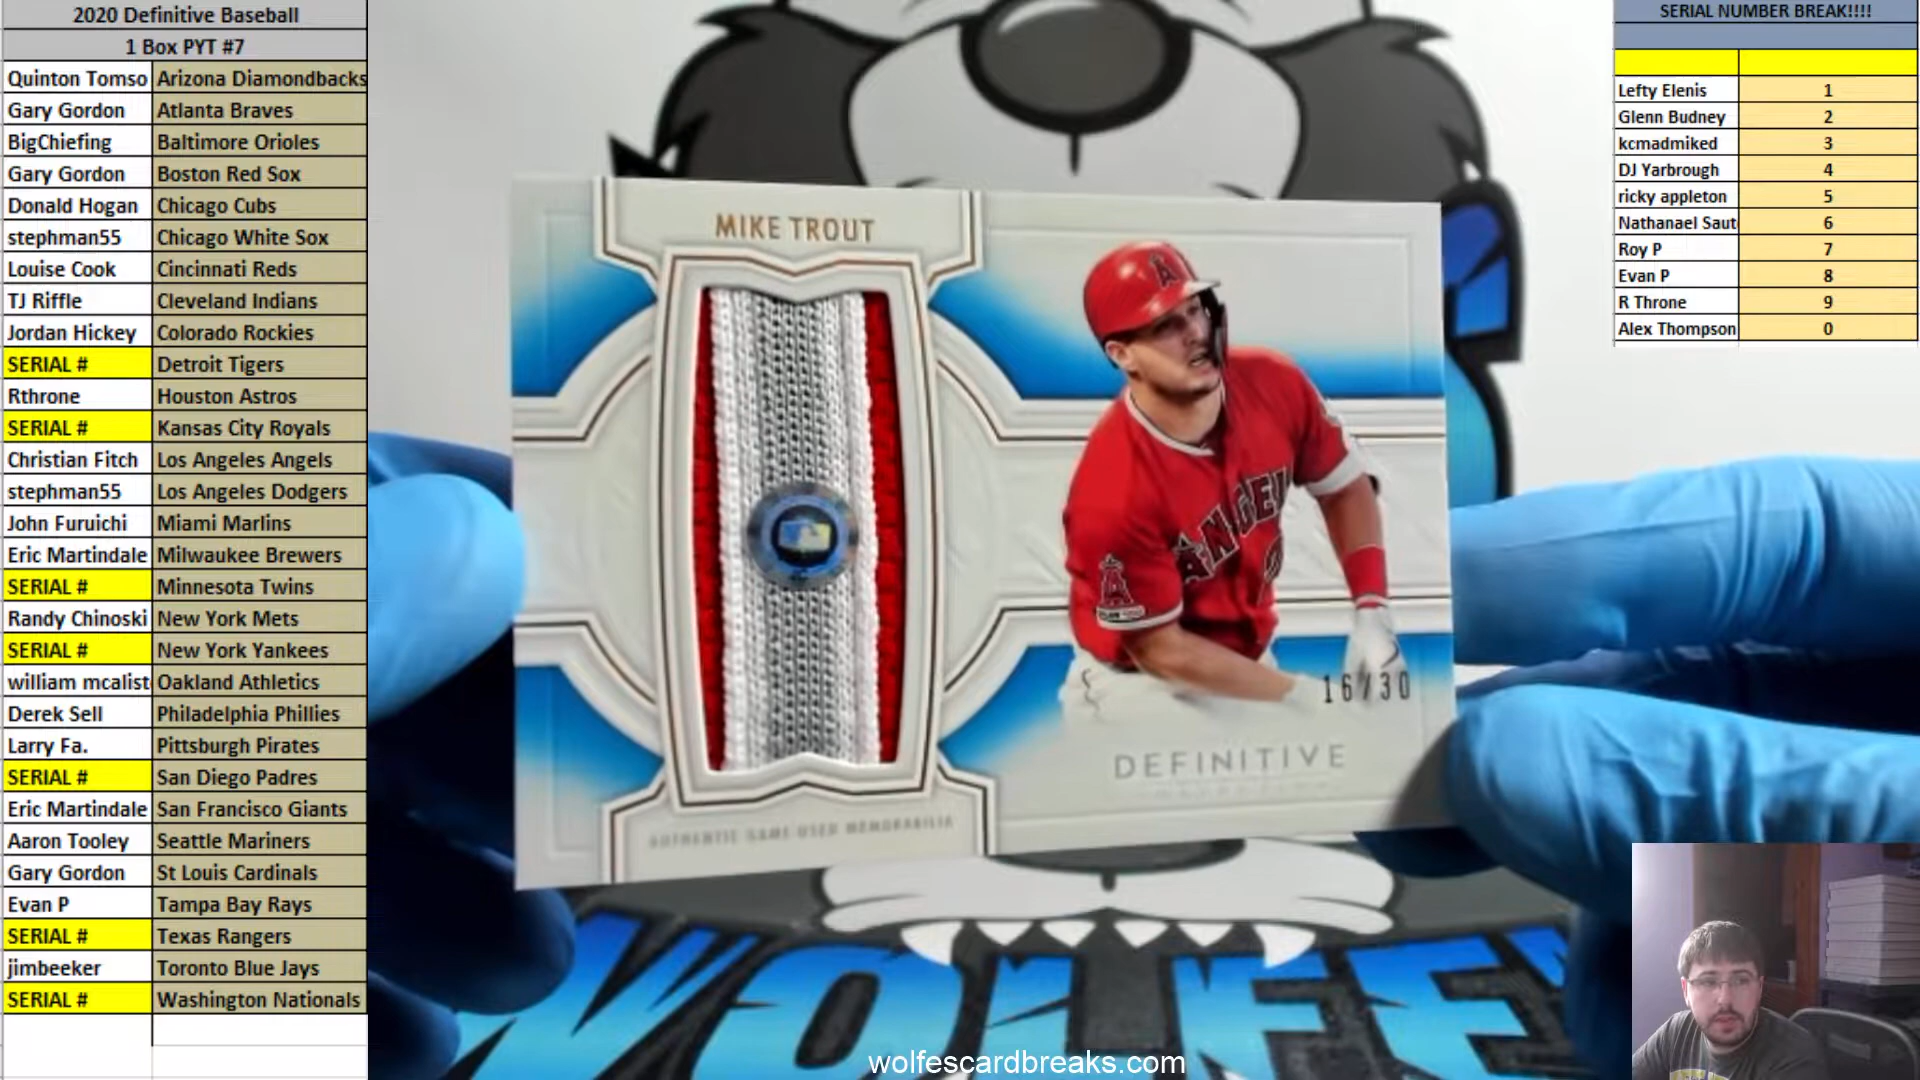 2020 Definitive Baseball
1 Box PYT #7
Quinton Tomso Arizona Diamondbacks
Gary Gordon Atlanta Braves
BigChiefing Baltimore Orioles
Gary Gordon Boston Red Sox
Donald Hogan Chicago Cubs
stephman55 Chicago White Sox
Louise Cook Cincinnati Reds
TJ Riffle Cleveland Indians
Jordan Hickey Colorado Rockies
SERIAL # Detroit Tigers
Rthrone Houston Astros
SERIAL # Kansas City Royals
Christian Fitch Los Angeles Angels
stephman55 Los Angeles Dodgers
John Furuichi Miami Marlins
Eric Martindale Milwaukee Brewers
SERIAL # Minnesota Twins
Randy Chinoski New York Mets
SERIAL # New York Yankees
william mcalist Oakland Athletics
Derek Sell Philadelphia Phillies
Larry Fa. Pittsburgh Pirates
SERIAL # San Diego Padres
Eric Martindale San Francisco Giants
Aaron Tooley Seattle Mariners
Gary Gordon St Louis Cardinals
Evan P Tampa Bay Rays
SERIAL # Texas Rangers
jimbeeker Toronto Blue Jays
SERIAL # Washington Nationals
MIKE TROUT
A
ANGEL
A
16/30
DEFINITIVE
AUTHENTIC GAME-USED MEMORABILIA
WOLFE'
wolfescardbreaks.com
SERIAL NUMBER BREAK!!!!
Lefty Elenis 1
Glenn Budney 2
kcmadmiked 3
DJ Yarbrough 4
ricky appleton 5
Nathanael Saut 6
Roy P 7
Evan P 8
R Throne 9
Alex Thompson 0